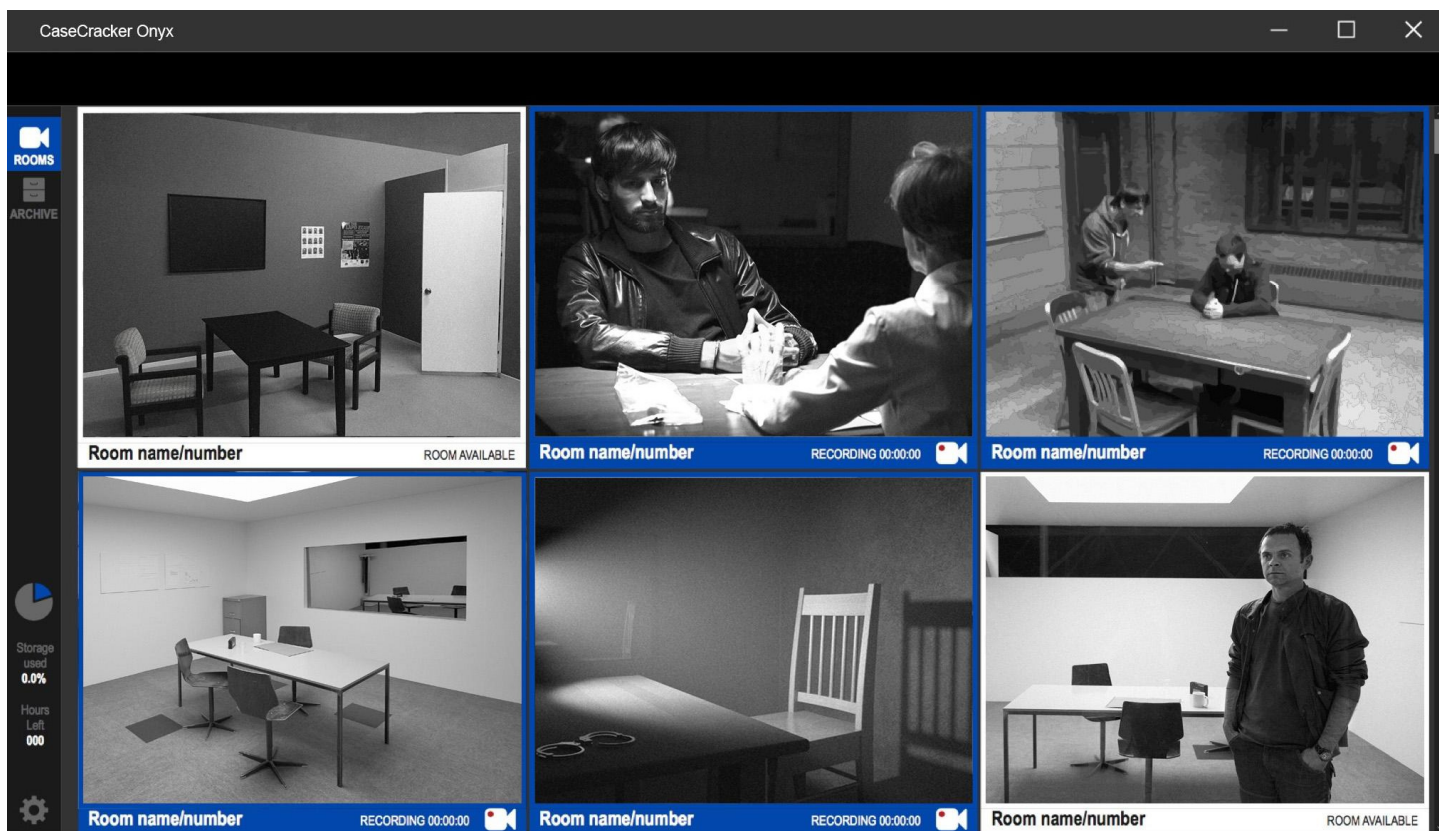 CaseCracker Onyx
ROOMS
ARCHIVE
Room name/number ROOM AVAILABLE
Room name/number RECORDING 00:00:00
Room name/number RECORDING 00:00:00
Storage
used
0.0%
Hours
Left
000
Room name/number RECORDING 00:00:00
Room name/number RECORDING 00:00:00
Room name/number ROOM AVAILABLE